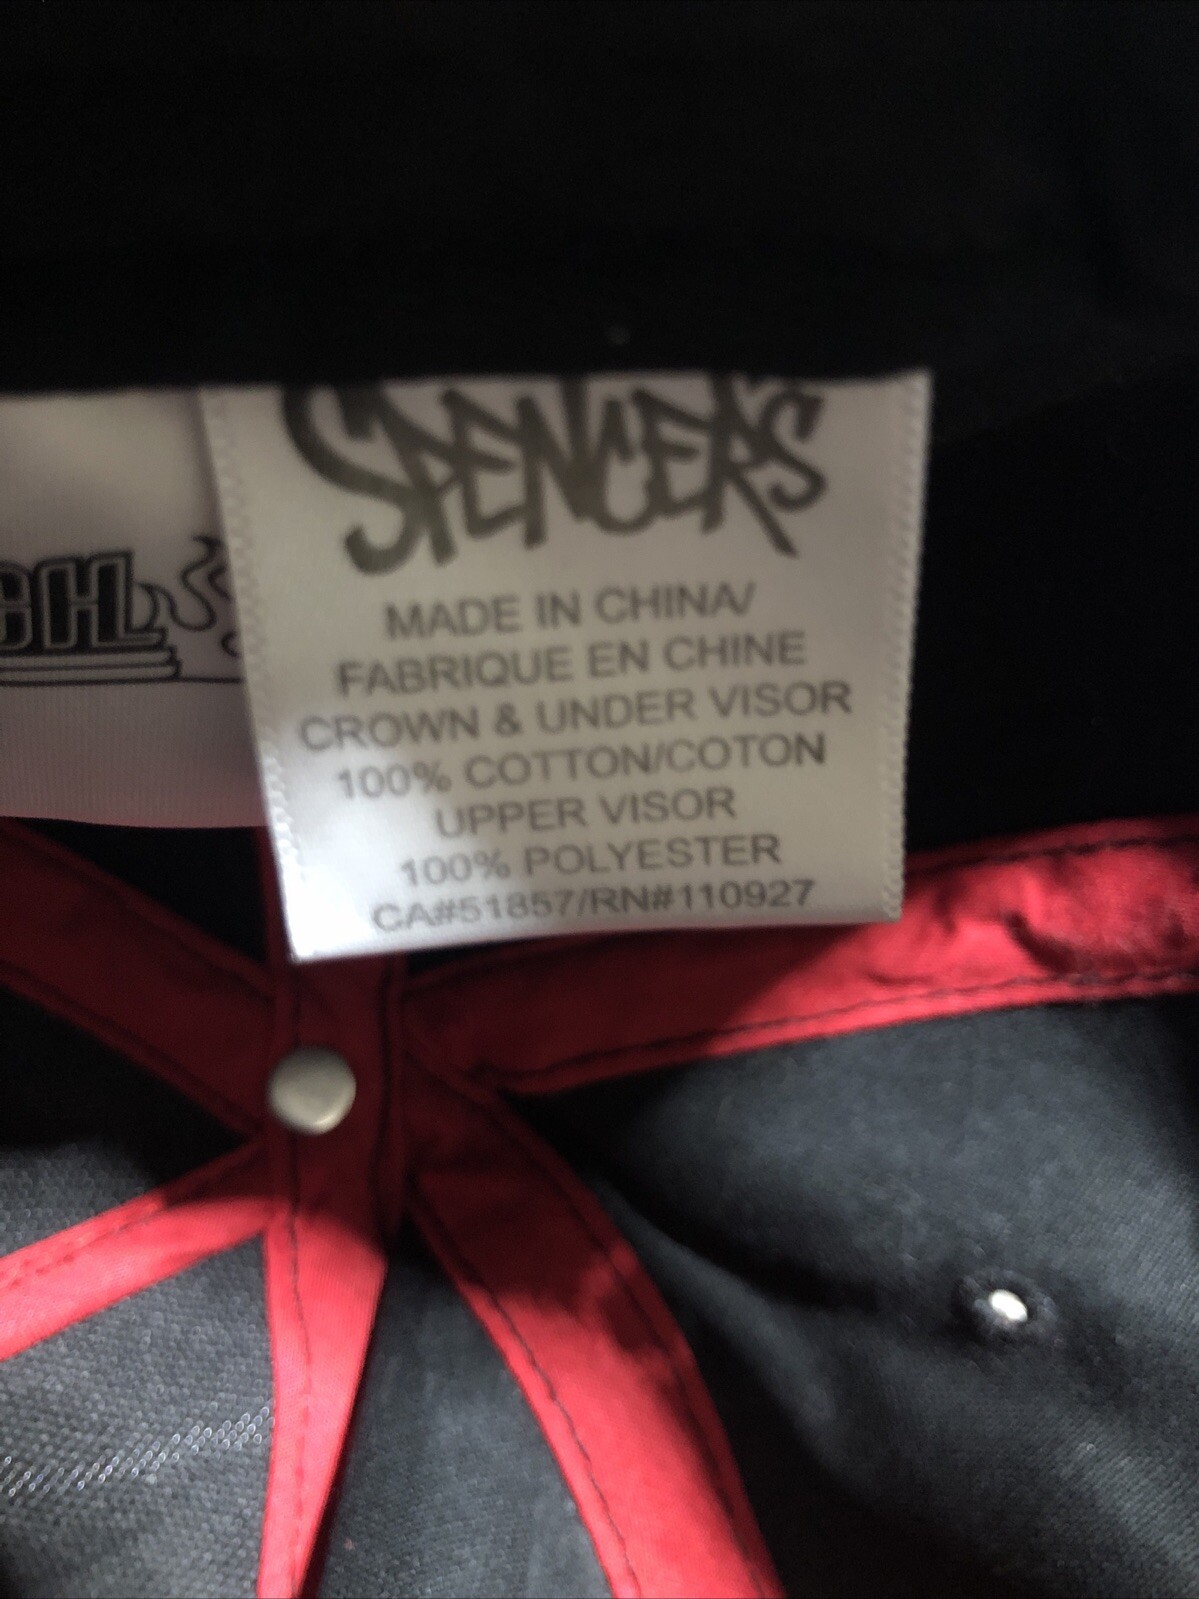 SPENCER'S
MADE IN CHINA/
FABRIQUE EN CHINE
CROWN & UNDER VISOR
100% COTTON/COTON
UPPER VISOR
100% POLYESTER
CA#51857/RN#110927